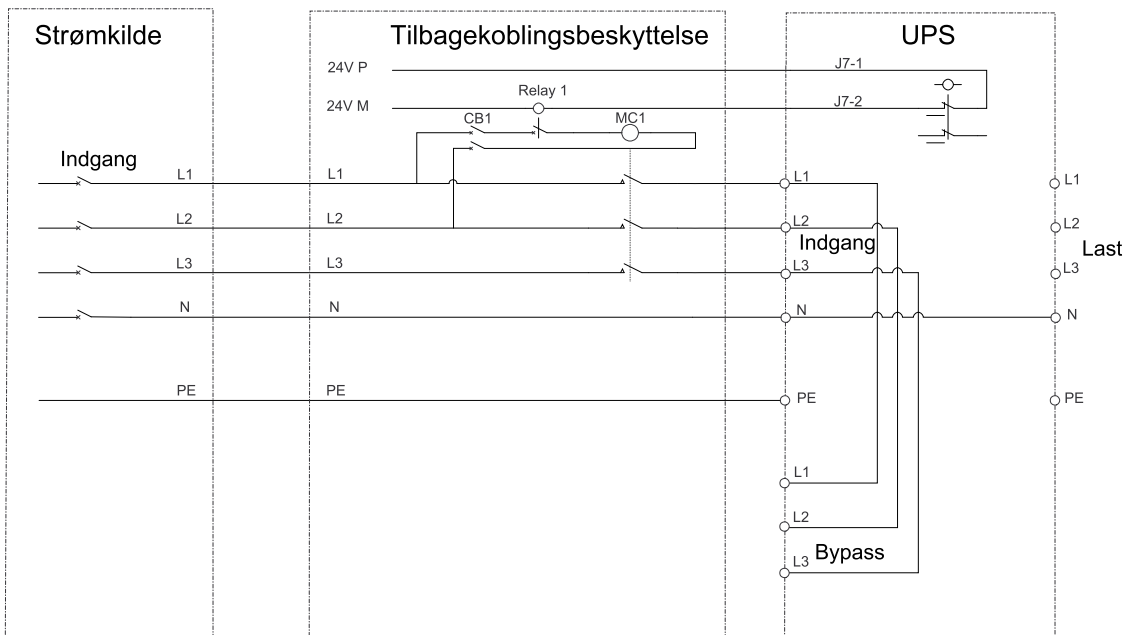 Strømkilde
Tilbagekoblingsbeskyttelse
UPS
24V P
J7-1
Relay 1
24V M
J7-2
CB1
MC1
Indgang
L1
L1
L1
L1
L2
L2
L2
L2
Indgang
Last
L3
L3
L3
L3
N
N
N
N
PE
PE
PE
PE
L1
L2
Bypass
L3